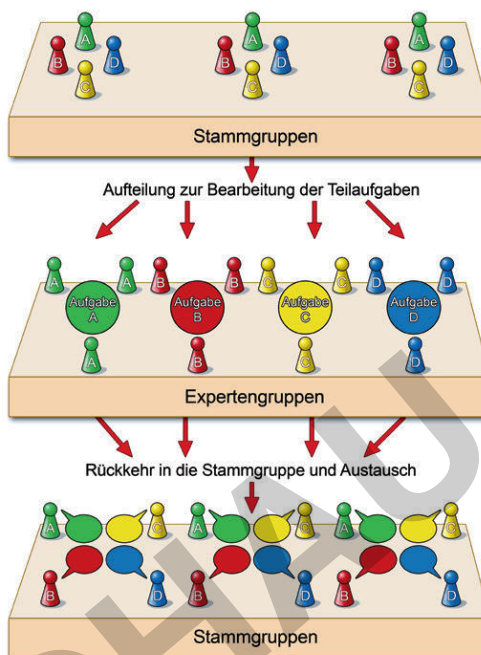 A A A
B D B D B D
C C C
Stammgruppen
Aufteilung zur Bearbeitung der Teilaufgaben
A A B B C C D D
Aufgabe A
Aufgabe B
Aufgabe C
Aufgabe D
A B C D
Expertengruppen
Rückkehr in die Stammgruppe und Austausch
A C A C A C
B D B D B D
Stammgruppen